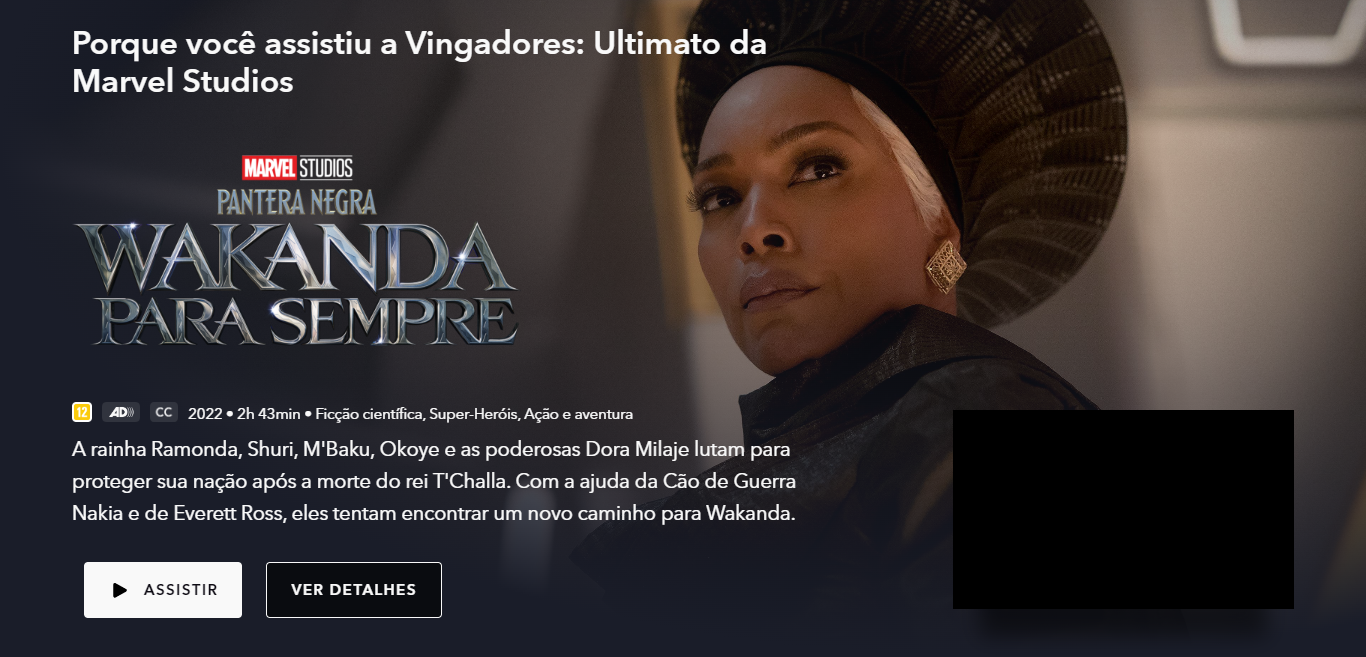 Porque você assistiu a Vingadores: Ultimato da
Marvel Studios
MARVEL STUDIOS
PANTERA NEGRA
WAKANDA
PARA SEMPRE
12 AD CC 2022 • 2h 43min • Ficção científica, Super-Heróis, Ação e aventura
A rainha Ramonda, Shuri, M'Baku, Okoye e as poderosas Dora Milaje lutam para
proteger sua nação após a morte do rei T'Challa. Com a ajuda da Cão de Guerra
Nakia e de Everett Ross, eles tentam encontrar um novo caminho para Wakanda.
ASSISTIR VER DETALHES